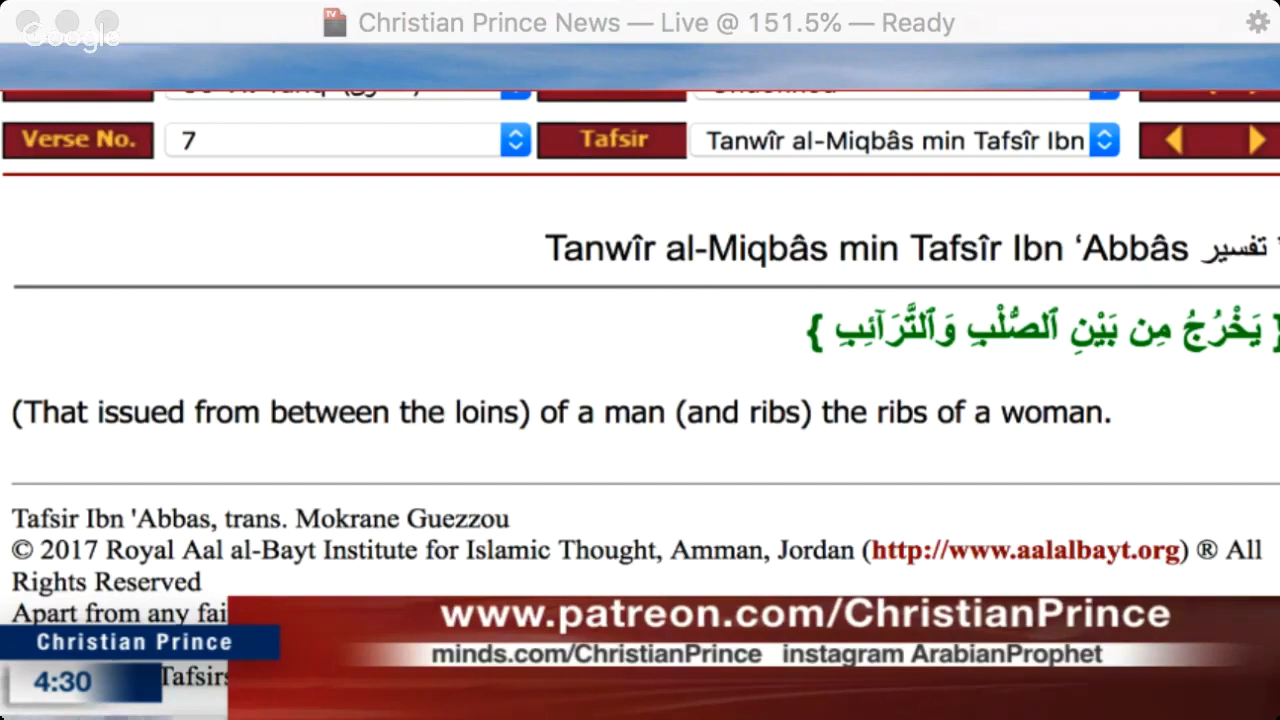 Christian Prince News — Live @ 151.5% — Ready
Google
Verse No. 7 Tafsir Tanwîr al-Miqbâs min Tafsîr Ibn
Tanwîr al-Miqbâs min Tafsîr Ibn ‘Abbâs تفسير
{ يَخْرُجُ مِن بَيْنِ ٱلصُّلْبِ وَٱلتَّرَآئِبِ }
(That issued from between the loins) of a man (and ribs) the ribs of a woman.
Tafsir Ibn 'Abbas, trans. Mokrane Guezzou
© 2017 Royal Aal al-Bayt Institute for Islamic Thought, Amman, Jordan (http://www.aalalbayt.org) ® All
Rights Reserved
Apart from any fai
www.patreon.com/ChristianPrince
Christian Prince
minds.com/ChristianPrince instagram ArabianProphet
4:30
Tafsirs